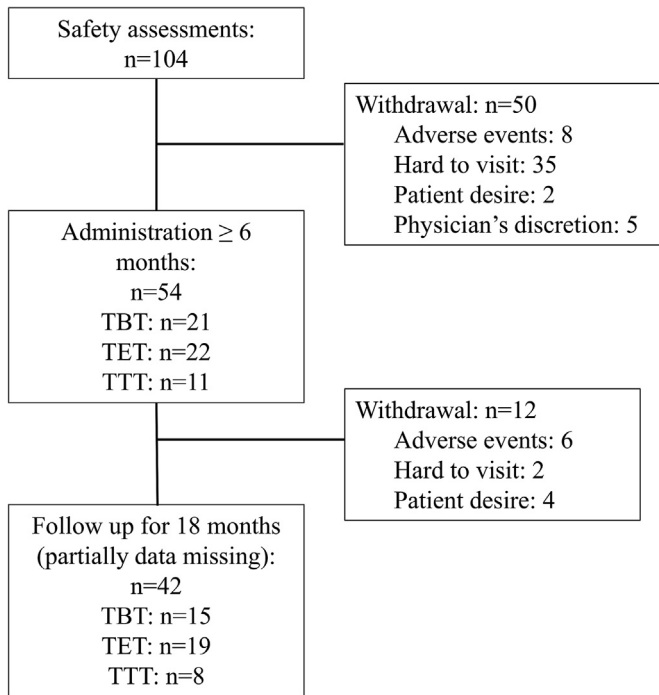 Safety assessments:
n=104
Withdrawal: n=50
Adverse events: 8
Hard to visit: 35
Patient desire: 2
Physician's discretion: 5
Administration ≥ 6
months:
n=54
TBT: n=21
TET: n=22
TTT: n=11
Withdrawal: n=12
Adverse events: 6
Hard to visit: 2
Patient desire: 4
Follow up for 18 months
(partially data missing):
n=42
TBT: n=15
TET: n=19
TTT: n=8